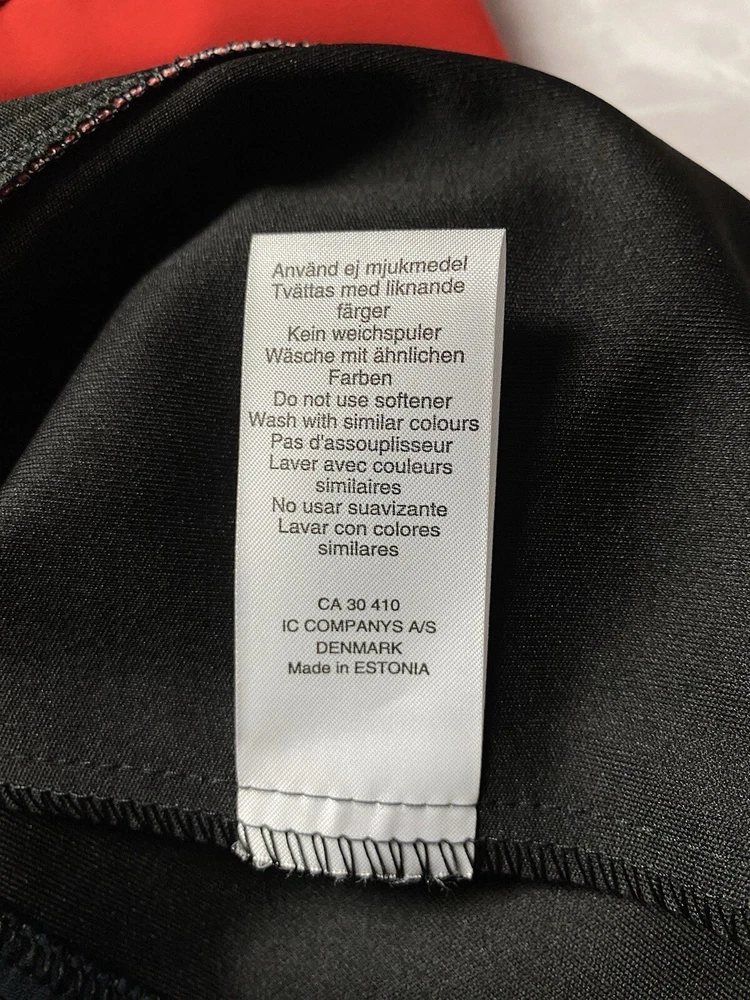 Använd ej mjukmedel
Tvättas med liknande
färger
Kein weichspuler
Wäsche mit ähnlichen
Farben
Do not use softener
Wash with similar colours
Pas d'assouplisseur
Laver avec couleurs
similaires
No usar suavizante
Lavar con colores
similares
CA 30 410
IC COMPANYS A/S
DENMARK
Made in ESTONIA